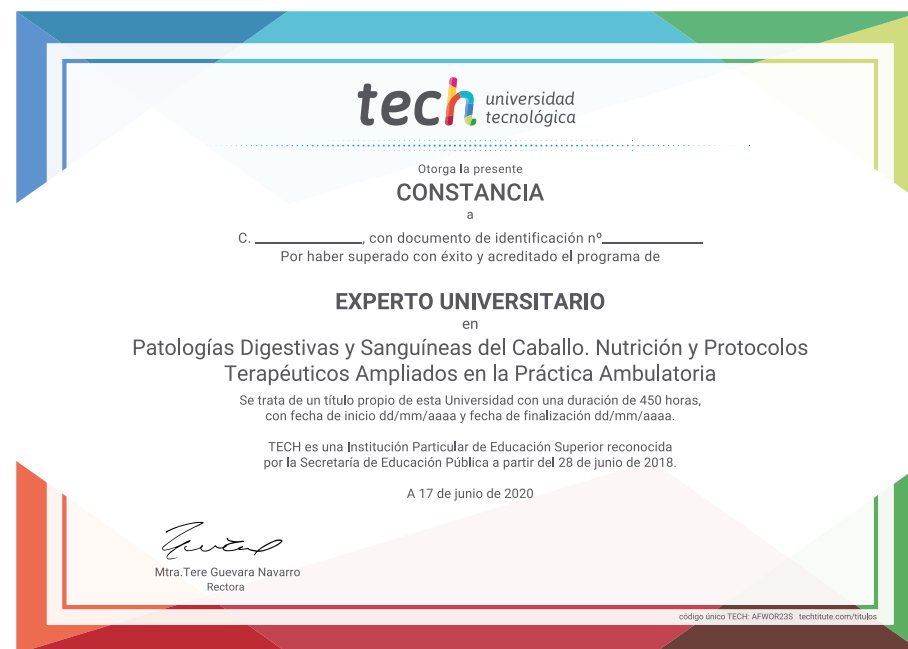 tech universidad
tecnológica
Otorga la presente
CONSTANCIA
a
C. ____________, con documento de identificación nº____________
Por haber superado con éxito y acreditado el programa de
EXPERTO UNIVERSITARIO
en
Patologías Digestivas y Sanguíneas del Caballo. Nutrición y Protocolos
Terapéuticos Ampliados en la Práctica Ambulatoria
Se trata de un título propio de esta Universidad con una duración de 450 horas,
con fecha de inicio dd/mm/aaaa y fecha de finalización dd/mm/aaaa.
TECH es una Institución Particular de Educación Superior reconocida
por la Secretaría de Educación Pública a partir del 28 de junio de 2018.
A 17 de junio de 2020
Mtra.Tere Guevara Navarro
Rectora
código único TECH: AFWOR23S techtitute.com/titulos